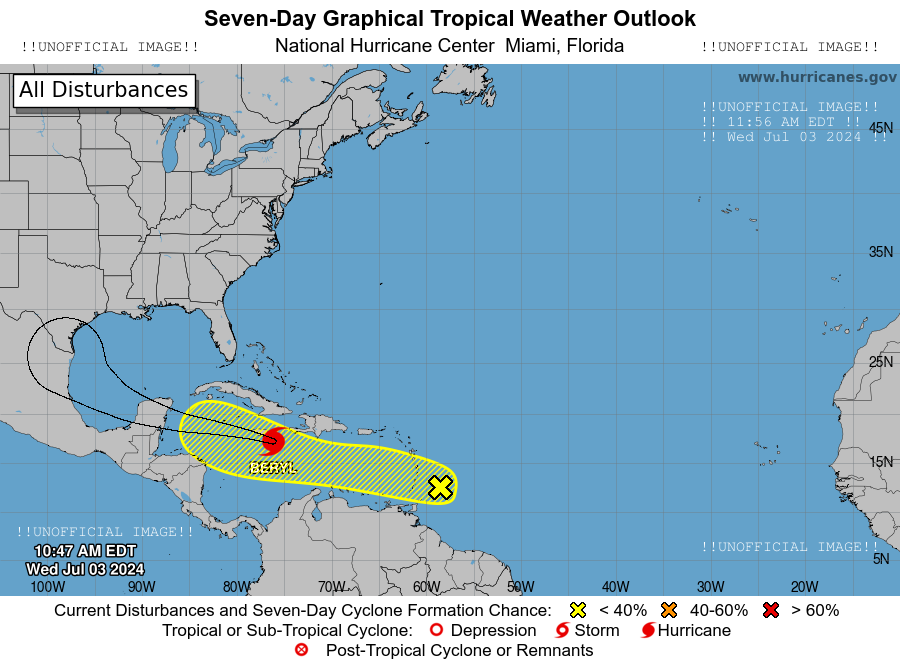 Seven-Day Graphical Tropical Weather Outlook
!!UNOFFICIAL IMAGE!!
National Hurricane Center Miami, Florida
!!UNOFFICIAL IMAGE!!
All Disturbances
www.hurricanes.gov
!!UNOFFICIAL IMAGE!!
!! 11:56 AM EDT !!
!! Wed Jul 03 2024 !!
45N
35N
25N
15N
BERYL
!!UNOFFICIAL IMAGE!!
!!UNOFFICIAL IMAGE!!
10:47 AM EDT
Wed Jul 03 2024
5N
100W 90W 80W 70W 60W 50W 40W 30W 20W
Current Disturbances and Seven-Day Cyclone Formation Chance: < 40% 40-60% > 60%
Tropical or Sub-Tropical Cyclone: Depression Storm Hurricane
Post-Tropical Cyclone or Remnants